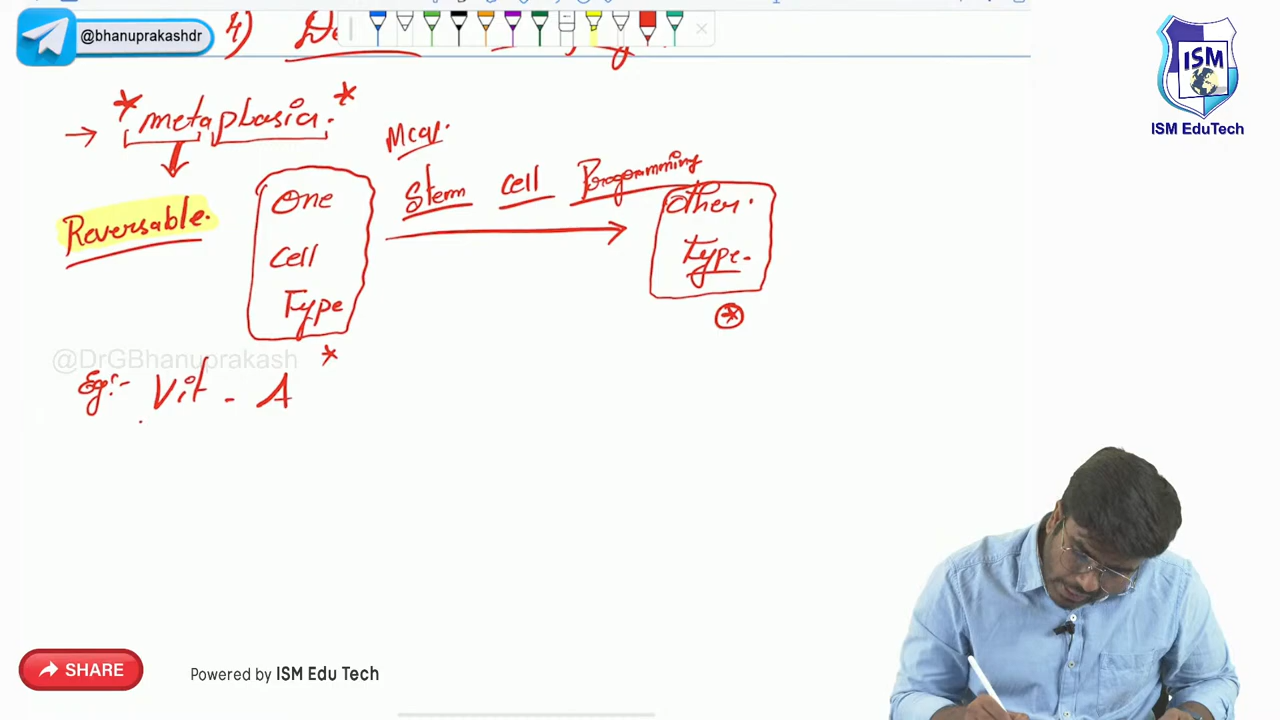 @bhanuprakashdr
4)
ISM
ISM EduTech
→ *metaplasia.*
Mcq.
Stem Cell Programming
One
Cell
Type
Other.
Type.
Reversable.
@DrGBhanuprakash
Eg:- Vit - A
SHARE
Powered by ISM Edu Tech